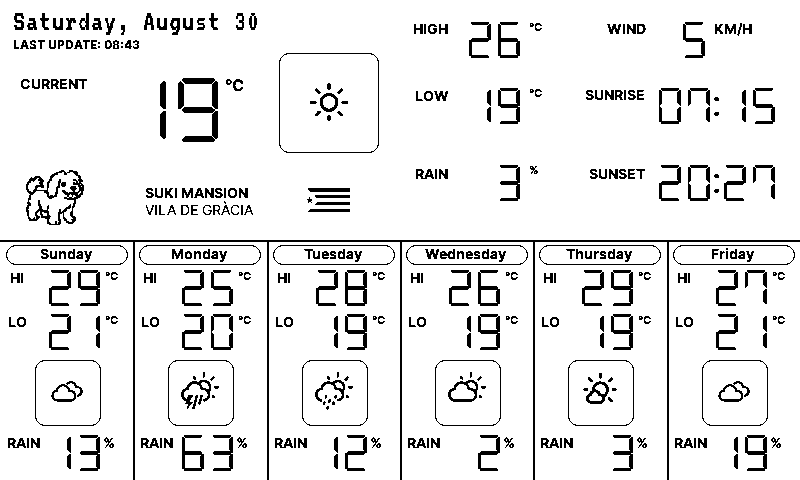 Saturday, August 30
LAST UPDATE: 08:43
CURRENT 19 °C
SUKI MANSION
VILA DE GRÀCIA
HIGH 26 °C
LOW 19 °C
RAIN 3 %
WIND 5 KM/H
SUNRISE 07:15
SUNSET 20:27
Sunday
HI 29 °C
LO 21 °C
RAIN 13 %
Monday
HI 25 °C
LO 20 °C
RAIN 63 %
Tuesday
HI 28 °C
LO 19 °C
RAIN 12 %
Wednesday
HI 26 °C
LO 19 °C
RAIN 2 %
Thursday
HI 29 °C
LO 19 °C
RAIN 3 %
Friday
HI 27 °C
LO 21 °C
RAIN 19 %